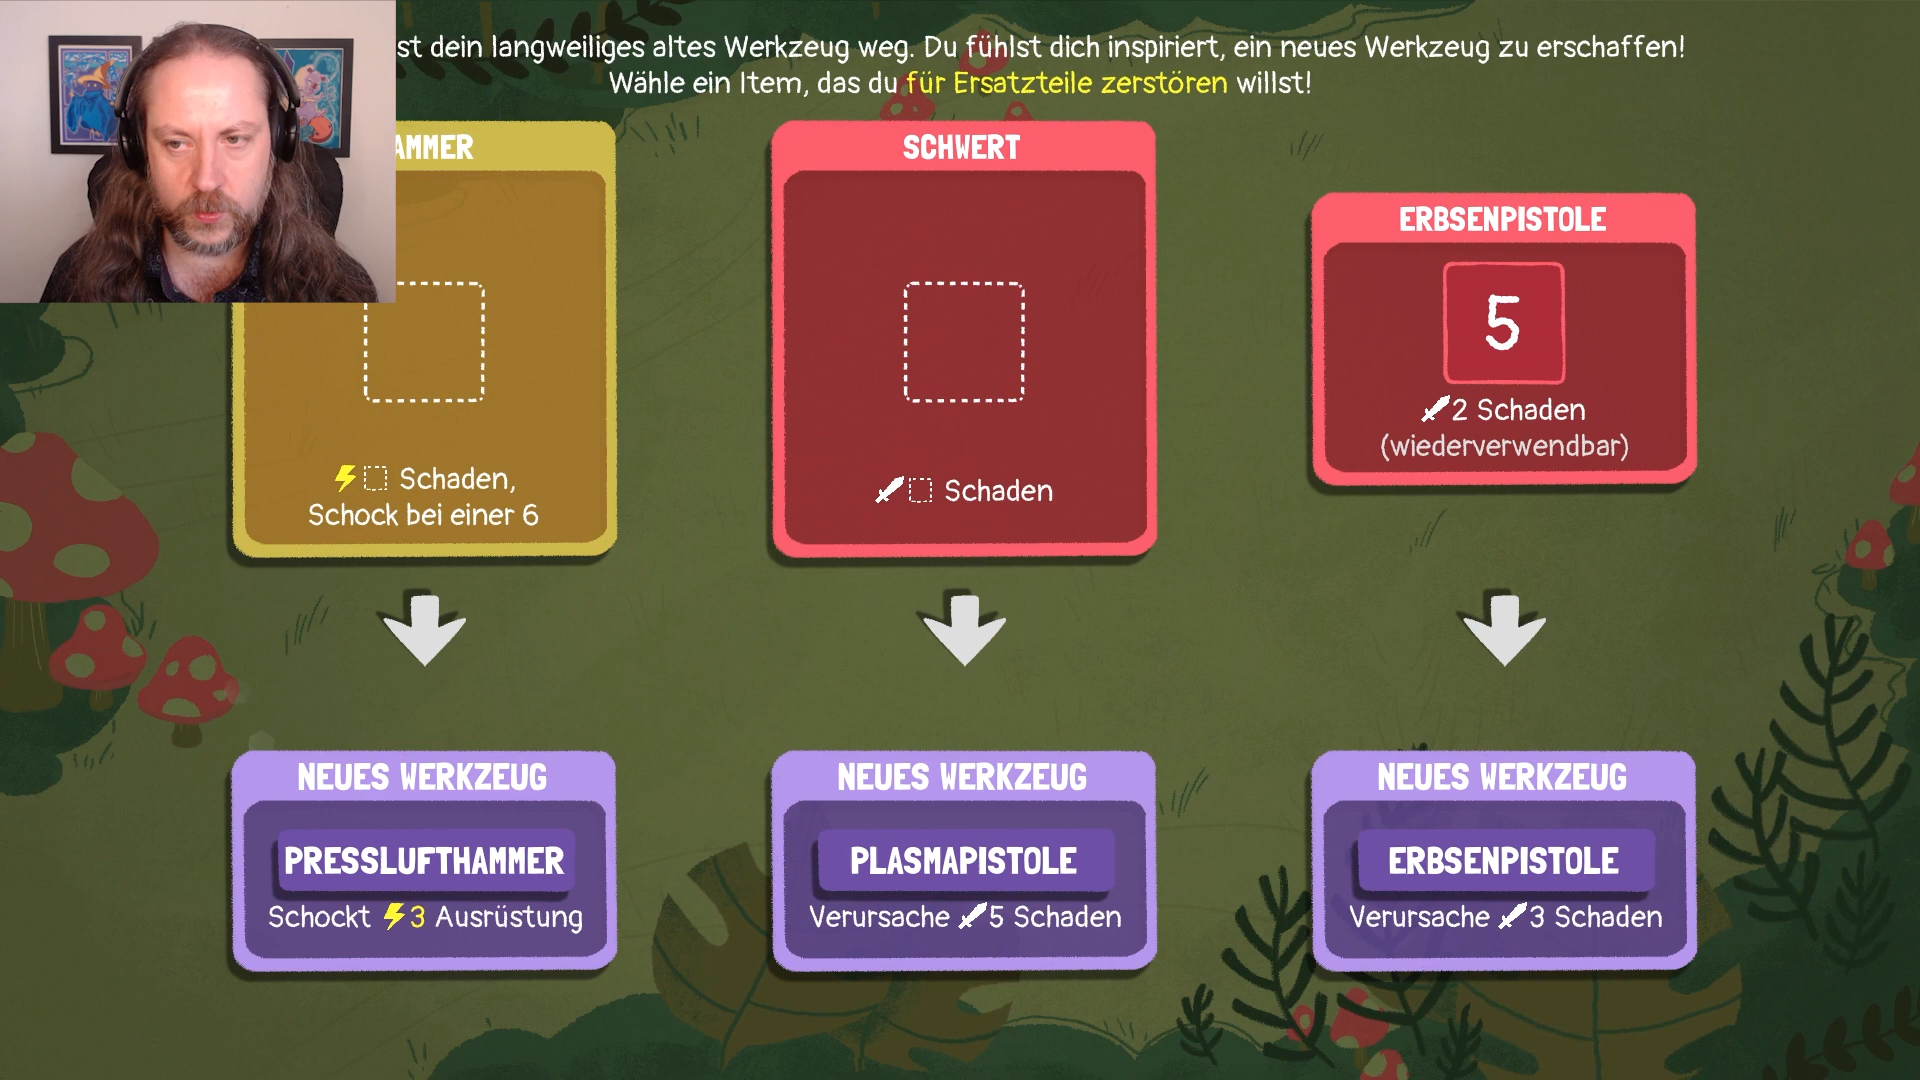 st dein langweiliges altes Werkzeug weg. Du fühlst dich inspiriert, ein neues Werkzeug zu erschaffen!
Wähle ein Item, das du für Ersatzteile zerstören willst!
AMMER
Schaden,
Schock bei einer 6
SCHWERT
Schaden
ERBSENPISTOLE
5
2 Schaden
(wiederverwendbar)
NEUES WERKZEUG
PRESSLUFTHAMMER
Schockt 3 Ausrüstung
NEUES WERKZEUG
PLASMAPISTOLE
Verursache 5 Schaden
NEUES WERKZEUG
ERBSENPISTOLE
Verursache 3 Schaden